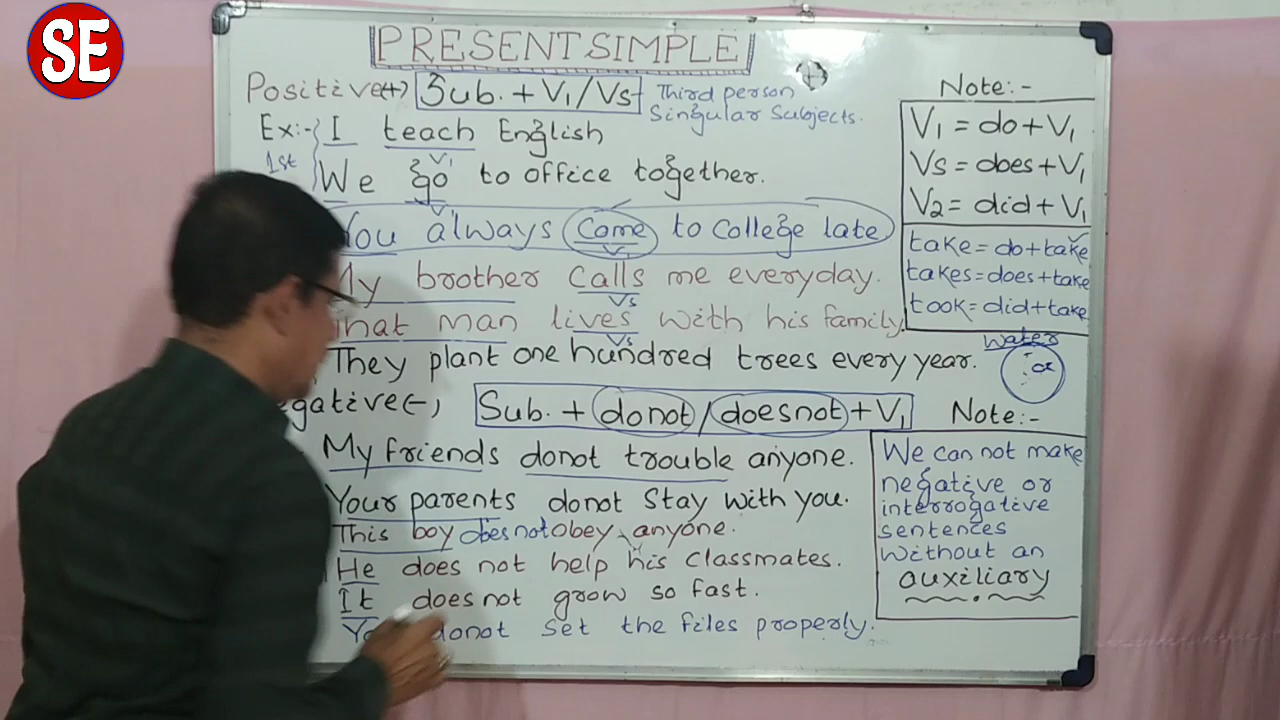 SE
PRESENT SIMPLE
Positive(+) Sub. + V1/Vs Third person
Singular Subjects.
Ex:- I teach English
1st V1
We go to office together.
V1
You always come to college late
V1
My brother calls me everyday.
Vs
That man lives with his family.
Vs
They plant one hundred trees every year.
Negative(-) Sub. + donot / doesnot + V1
My friends donot trouble anyone.
Your parents donot stay with you.
This boy does not obey anyone.
He does not help his classmates.
It does not grow so fast.
donot set the files properly.
Note:-
V1 = do + V1
Vs = does + V1
V2 = did + V1
take = do + take
takes = does + take
took = did + take
water
Note:-
We can not make
negative or
interrogative
sentences
without an
auxiliary